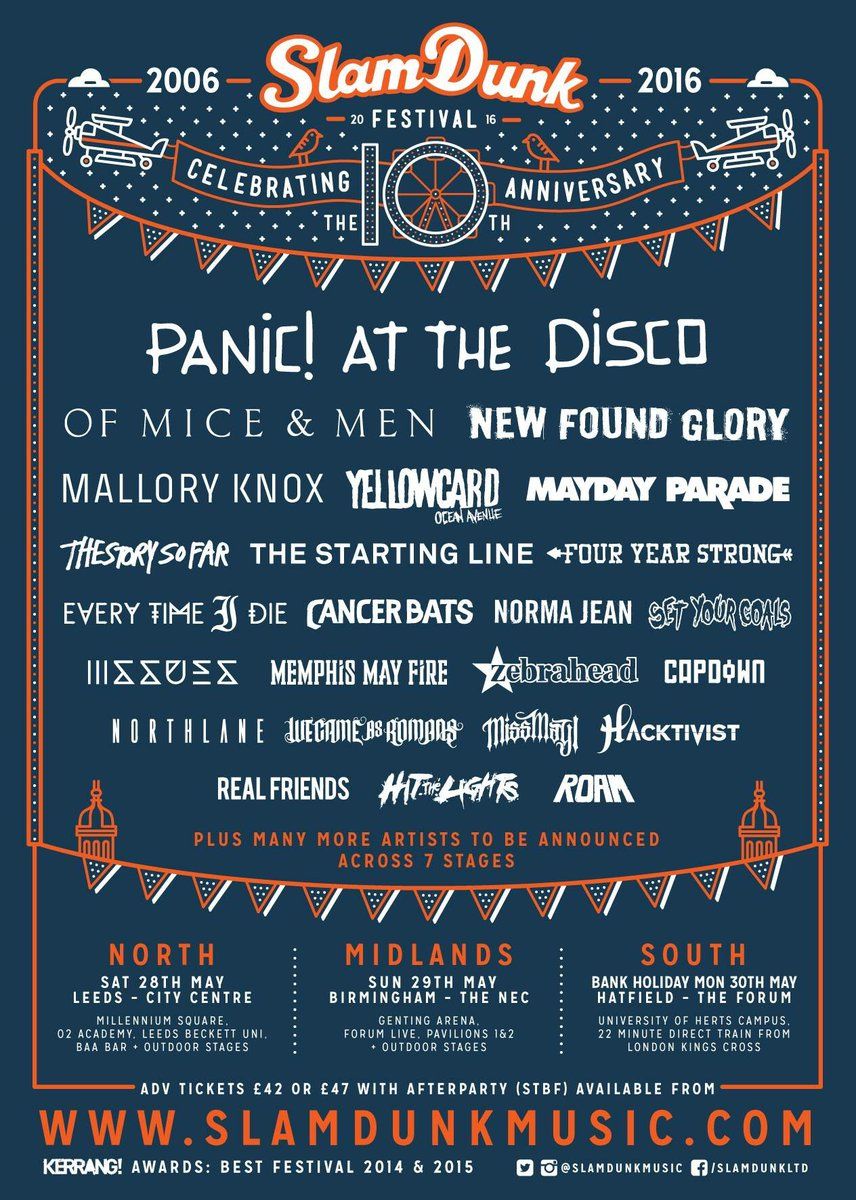 2006 Slam Dunk 2016
20 FESTIVAL 16
CELEBRATING 10 ANNIVERSARY
THE TH
PANIC! AT THE DISCO
OF MICE & MEN NEW FOUND GLORY
MALLORY KNOX YELLOWCARD MAYDAY PARADE
OCEAN AVENUE
THE STORY SO FAR THE STARTING LINE FOUR YEAR STRONG
EVERY TIME I DIE CANCER BATS NORMA JEAN SET YOUR GOALS
ISSUES MEMPHIS MAY FIRE zebrahead CAPDOWN
NORTHLANE WE CAME AS ROMANS MISS MAY I HACKTIVIST
REAL FRIENDS HIT the LIGHTS ROAM
PLUS MANY MORE ARTISTS TO BE ANNOUNCED
ACROSS 7 STAGES
NORTH
SAT 28TH MAY
LEEDS - CITY CENTRE
MILLENNIUM SQUARE,
O2 ACADEMY, LEEDS BECKETT UNI,
BAA BAR + OUTDOOR STAGES
MIDLANDS
SUN 29TH MAY
BIRMINGHAM - THE NEC
GENTING ARENA,
FORUM LIVE, PAVILIONS 1&2
+ OUTDOOR STAGES
SOUTH
BANK HOLIDAY MON 30TH MAY
HATFIELD - THE FORUM
UNIVERSITY OF HERTS CAMPUS,
22 MINUTE DIRECT TRAIN FROM
LONDON KINGS CROSS
ADV TICKETS £42 OR £47 WITH AFTERPARTY (STBF) AVAILABLE FROM
WWW.SLAMDUNKMUSIC.COM
KERRANG! AWARDS: BEST FESTIVAL 2014 & 2015 @SLAMDUNKMUSIC /SLAMDUNKLTD